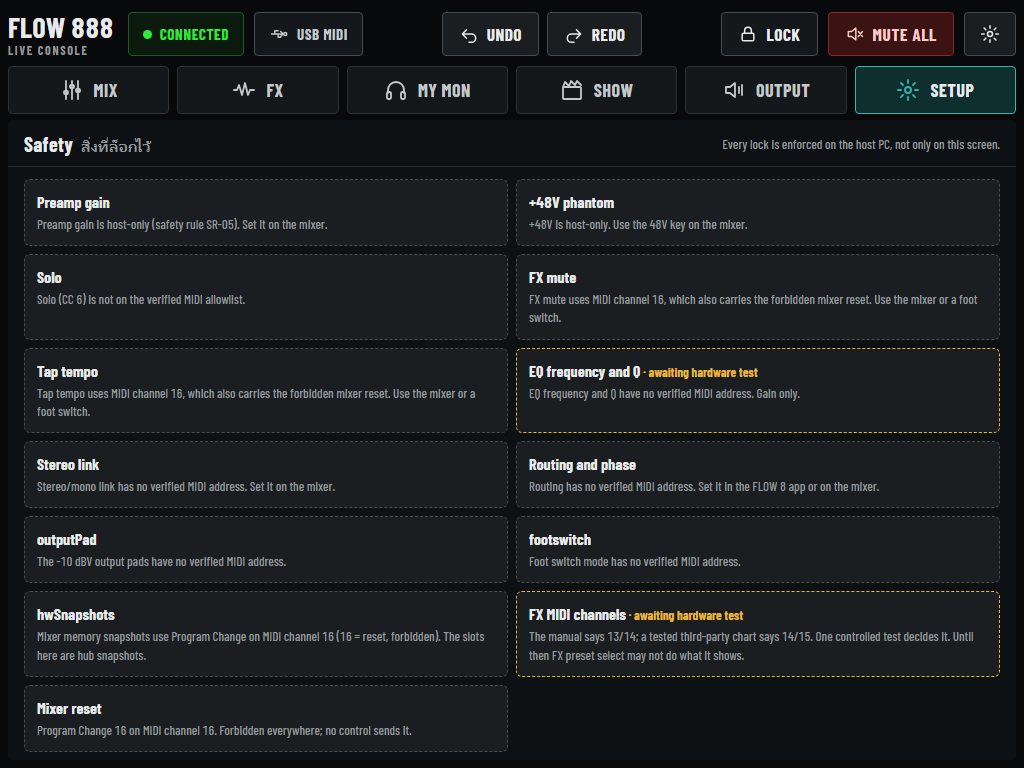 FLOW 888
LIVE CONSOLE
CONNECTED
USB MIDI
UNDO
REDO
LOCK
MUTE ALL
MIX
FX
MY MON
SHOW
OUTPUT
SETUP
Safety สิ่งที่ล็อกไว้
Every lock is enforced on the host PC, not only on this screen.
Preamp gain
Preamp gain is host-only (safety rule SR-05). Set it on the mixer.
+48V phantom
+48V is host-only. Use the 48V key on the mixer.
Solo
Solo (CC 6) is not on the verified MIDI allowlist.
FX mute
FX mute uses MIDI channel 16, which also carries the forbidden mixer reset. Use the mixer or a foot
switch.
Tap tempo
Tap tempo uses MIDI channel 16, which also carries the forbidden mixer reset. Use the mixer or a
foot switch.
EQ frequency and Q · awaiting hardware test
EQ frequency and Q have no verified MIDI address. Gain only.
Stereo link
Stereo/mono link has no verified MIDI address. Set it on the mixer.
Routing and phase
Routing has no verified MIDI address. Set it in the FLOW 8 app or on the mixer.
outputPad
The -10 dBV output pads have no verified MIDI address.
footswitch
Foot switch mode has no verified MIDI address.
hwSnapshots
Mixer memory snapshots use Program Change on MIDI channel 16 (16 = reset, forbidden). The slots
here are hub snapshots.
FX MIDI channels · awaiting hardware test
The manual says 13/14; a tested third-party chart says 14/15. One controlled test decides it. Until
then FX preset select may not do what it shows.
Mixer reset
Program Change 16 on MIDI channel 16. Forbidden everywhere; no control sends it.